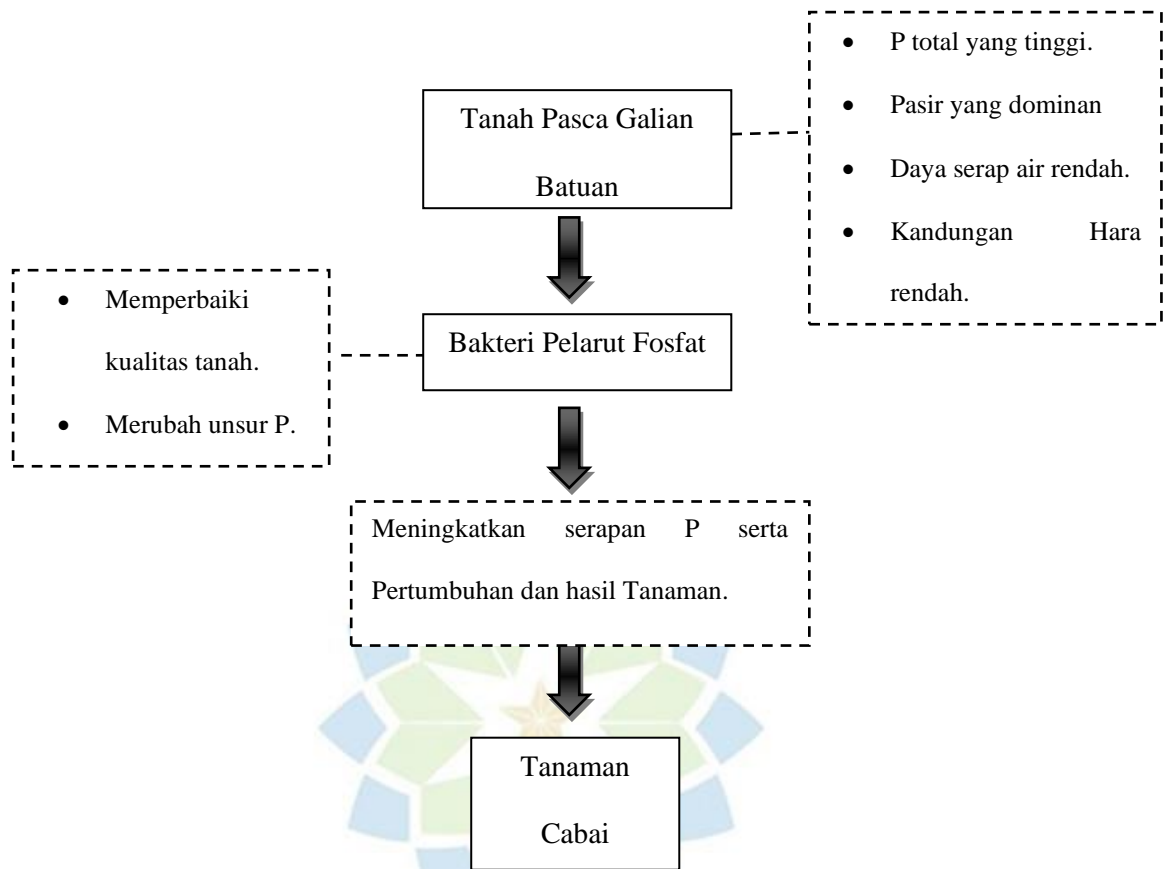 Tanah Pasca Galian
Batuan
• P total yang tinggi.
• Pasir yang dominan
• Daya serap air rendah.
• Kandungan Hara
rendah.
• Memperbaiki
kualitas tanah.
• Merubah unsur P.
Bakteri Pelarut Fosfat
Meningkatkan serapan P serta
Pertumbuhan dan hasil Tanaman.
Tanaman
Cabai